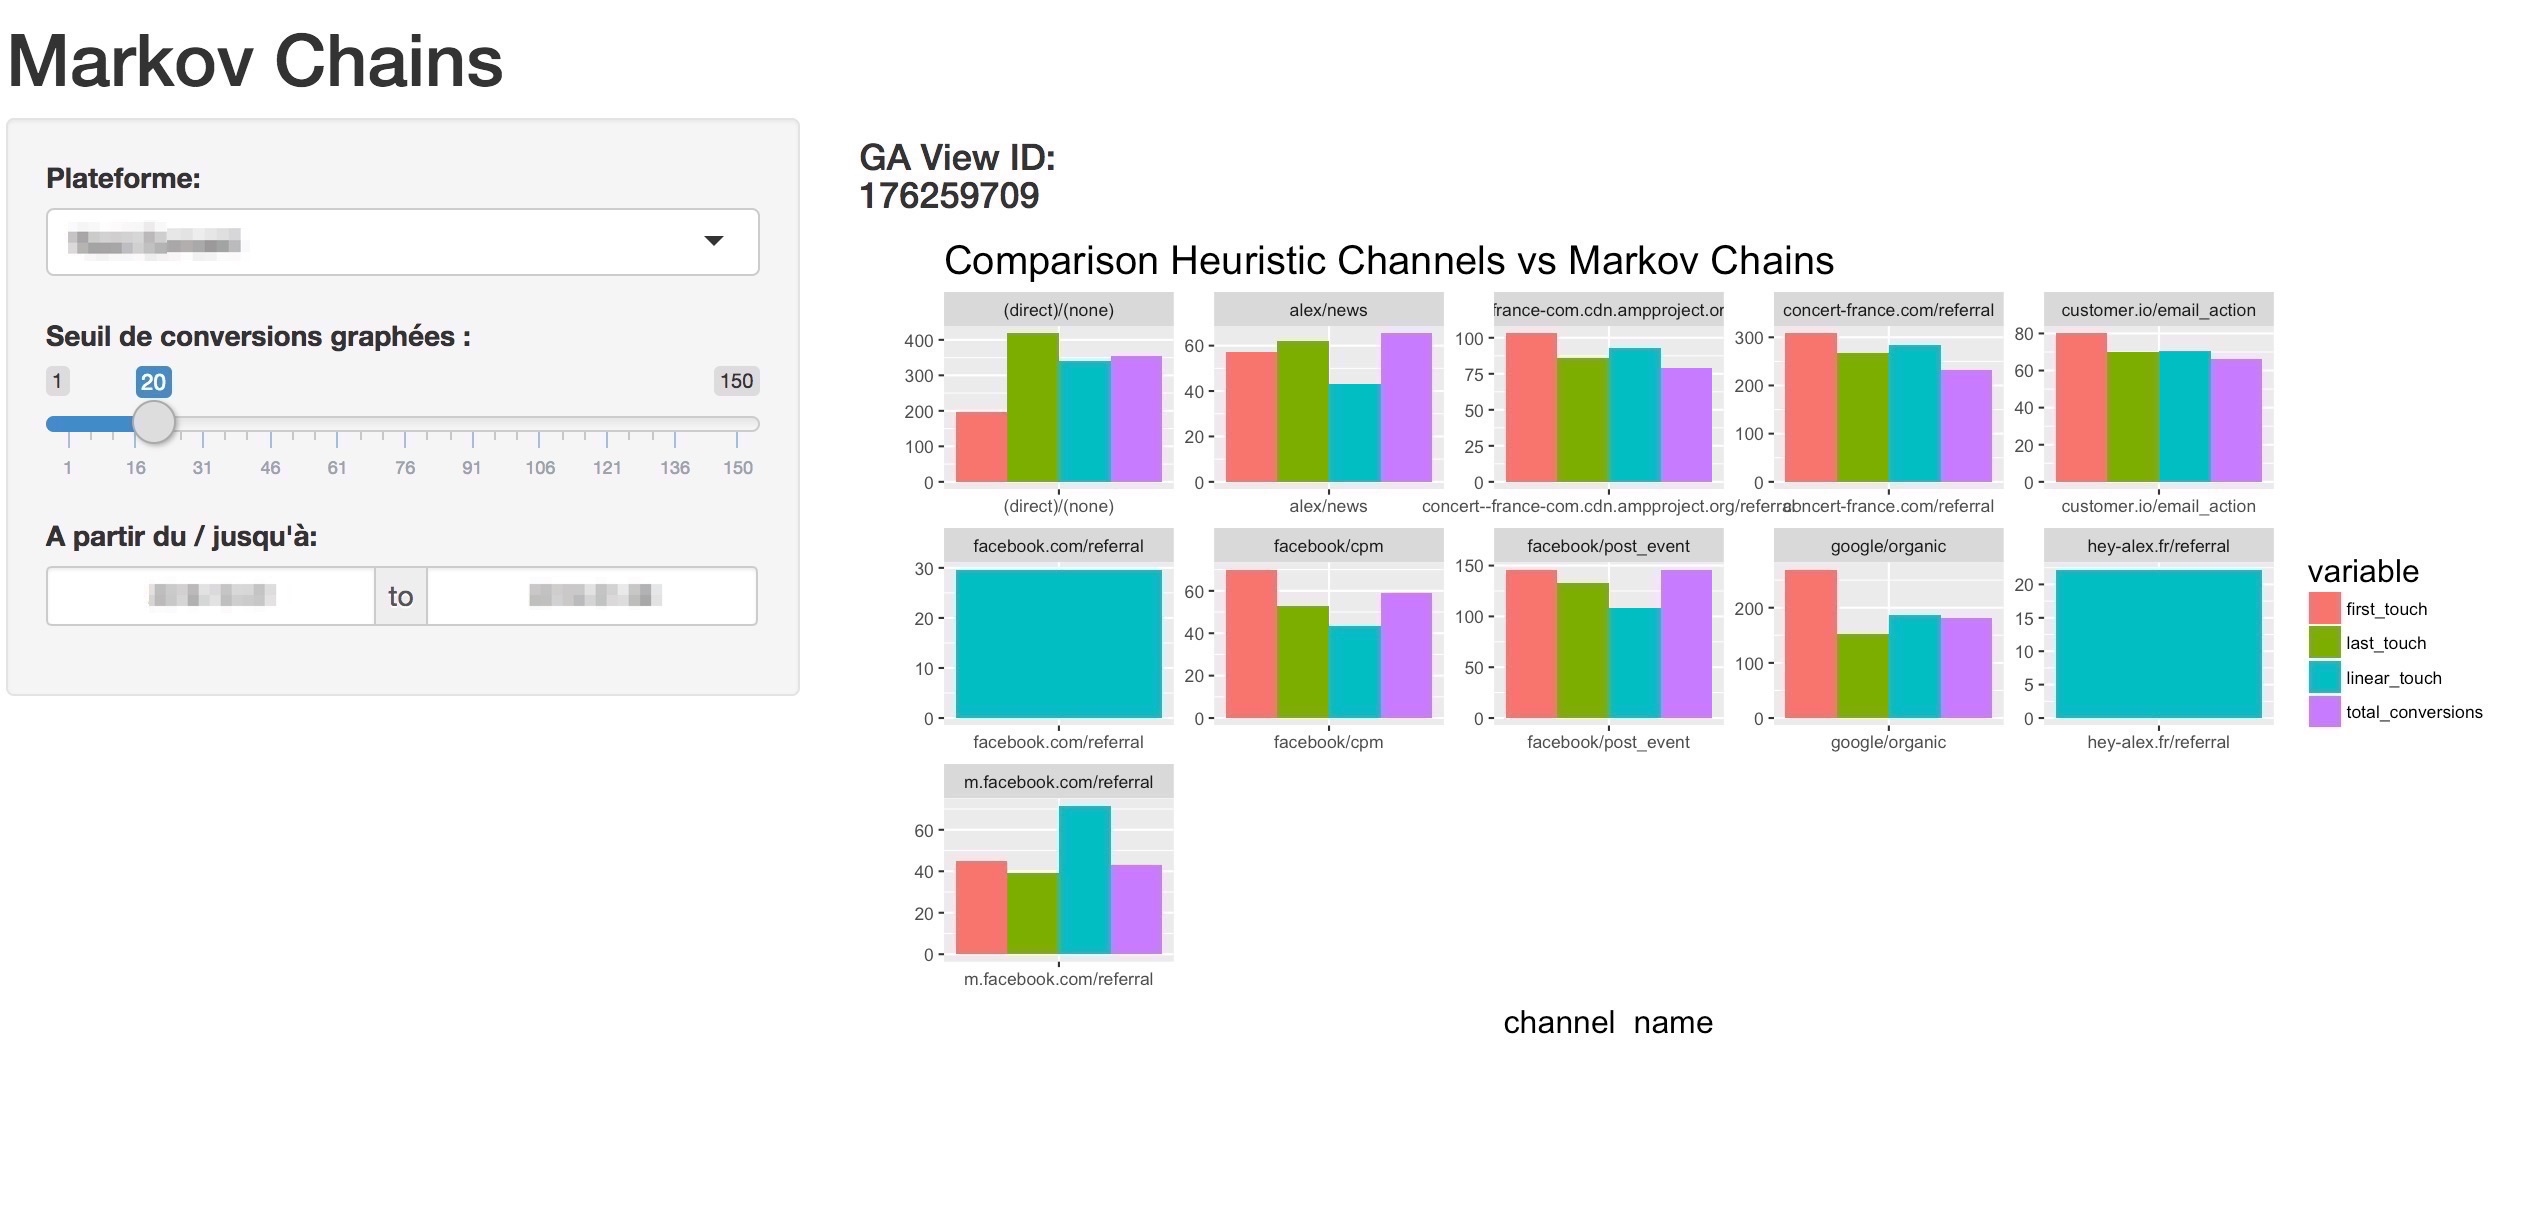 Markov Chains
Plateforme:
Seuil de conversions graphées :
1 20 150
1 16 31 46 61 76 91 106 121 136 150
A partir du / jusqu'à:
to
GA View ID:
176259709
Comparison Heuristic Channels vs Markov Chains
(direct)/(none)
400
300
200
100
0
(direct)/(none)
alex/news
60
40
20
0
alex/news
france-com.cdn.ampproject.or
100
75
50
25
0
concert--france-com.cdn.ampproject.org/referral
concert-france.com/referral
300
200
100
0
concert-france.com/referral
customer.io/email_action
80
60
40
20
0
customer.io/email_action
facebook.com/referral
30
20
10
0
facebook.com/referral
facebook/cpm
60
40
20
0
facebook/cpm
facebook/post_event
150
100
50
0
facebook/post_event
google/organic
200
100
0
google/organic
hey-alex.fr/referral
20
15
10
5
0
hey-alex.fr/referral
m.facebook.com/referral
60
40
20
0
m.facebook.com/referral
channel_name
variable
first_touch
last_touch
linear_touch
total_conversions